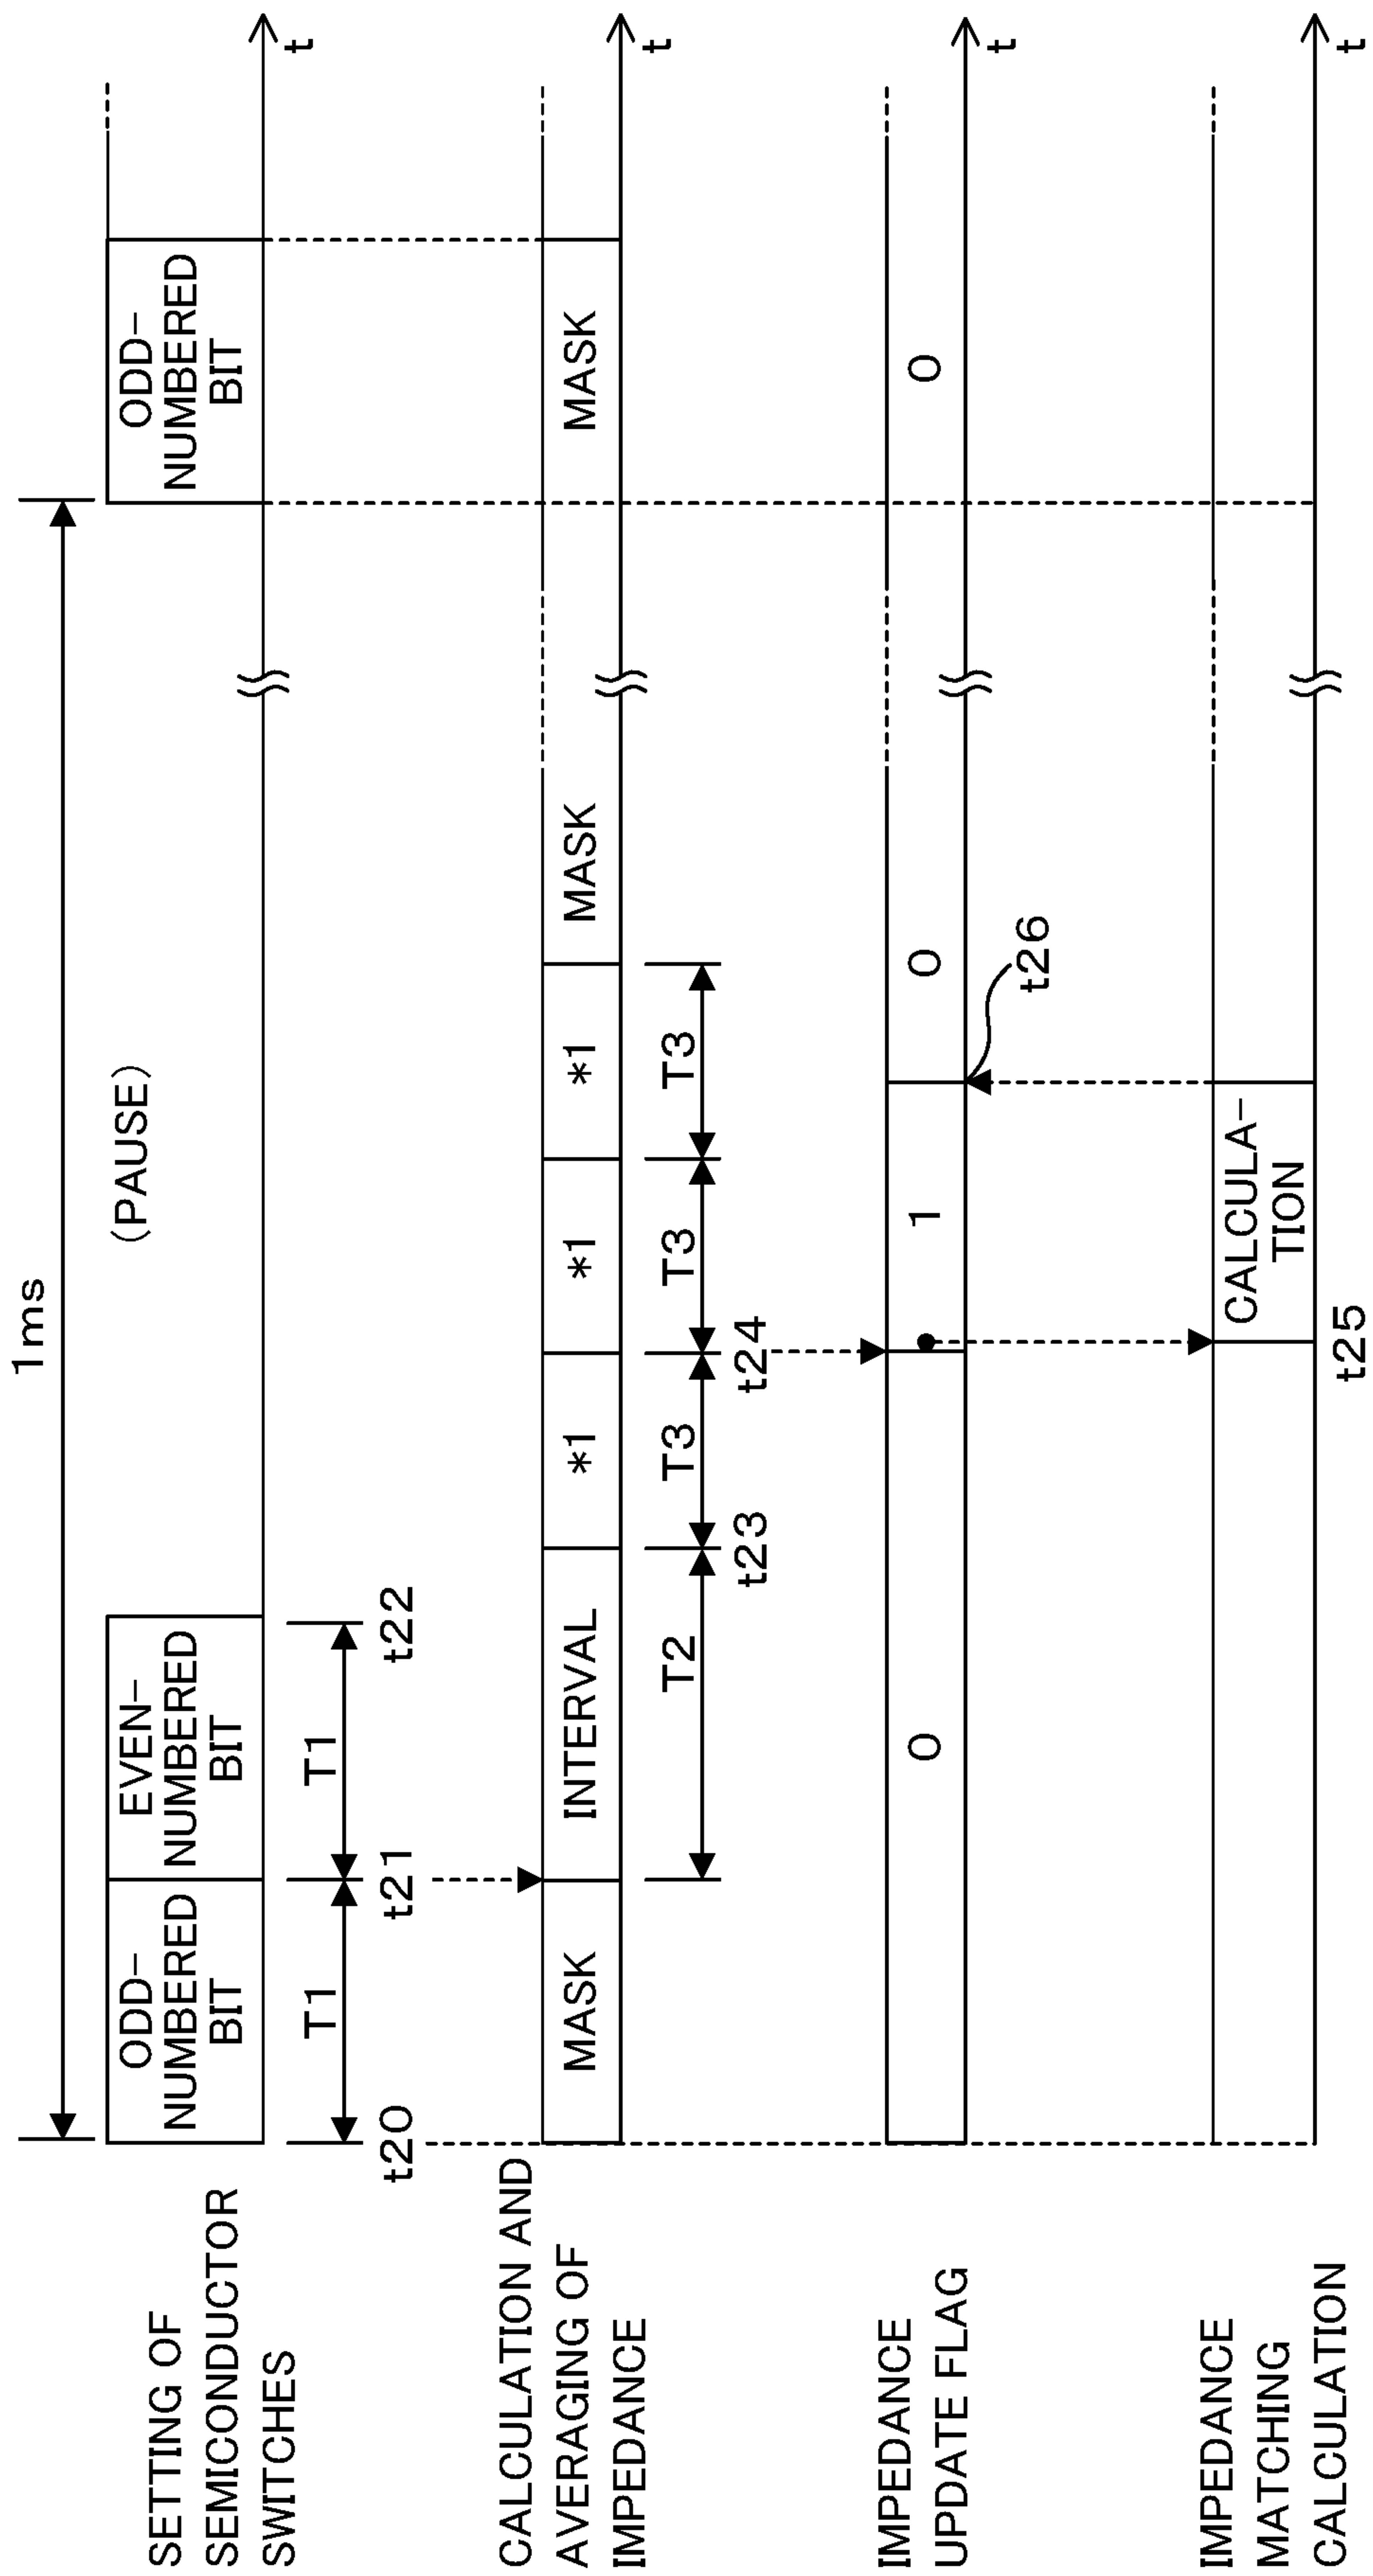 1ms
SETTING OF
SEMICONDUCTOR
SWITCHES
ODD-
NUMBERED
BIT
EVEN-
NUMBERED
BIT
(PAUSE)
ODD-
NUMBERED
BIT
t
T1
T1
t20
t21
t22
CALCULATION AND
AVERAGING OF
IMPEDANCE
MASK
INTERVAL
*1
*1
*1
MASK
MASK
t
T2
T3
T3
T3
t23
t24
IMPEDANCE
UPDATE FLAG
0
1
0
0
t
t26
IMPEDANCE
MATCHING
CALCULATION
CALCULA-
TION
t
t25